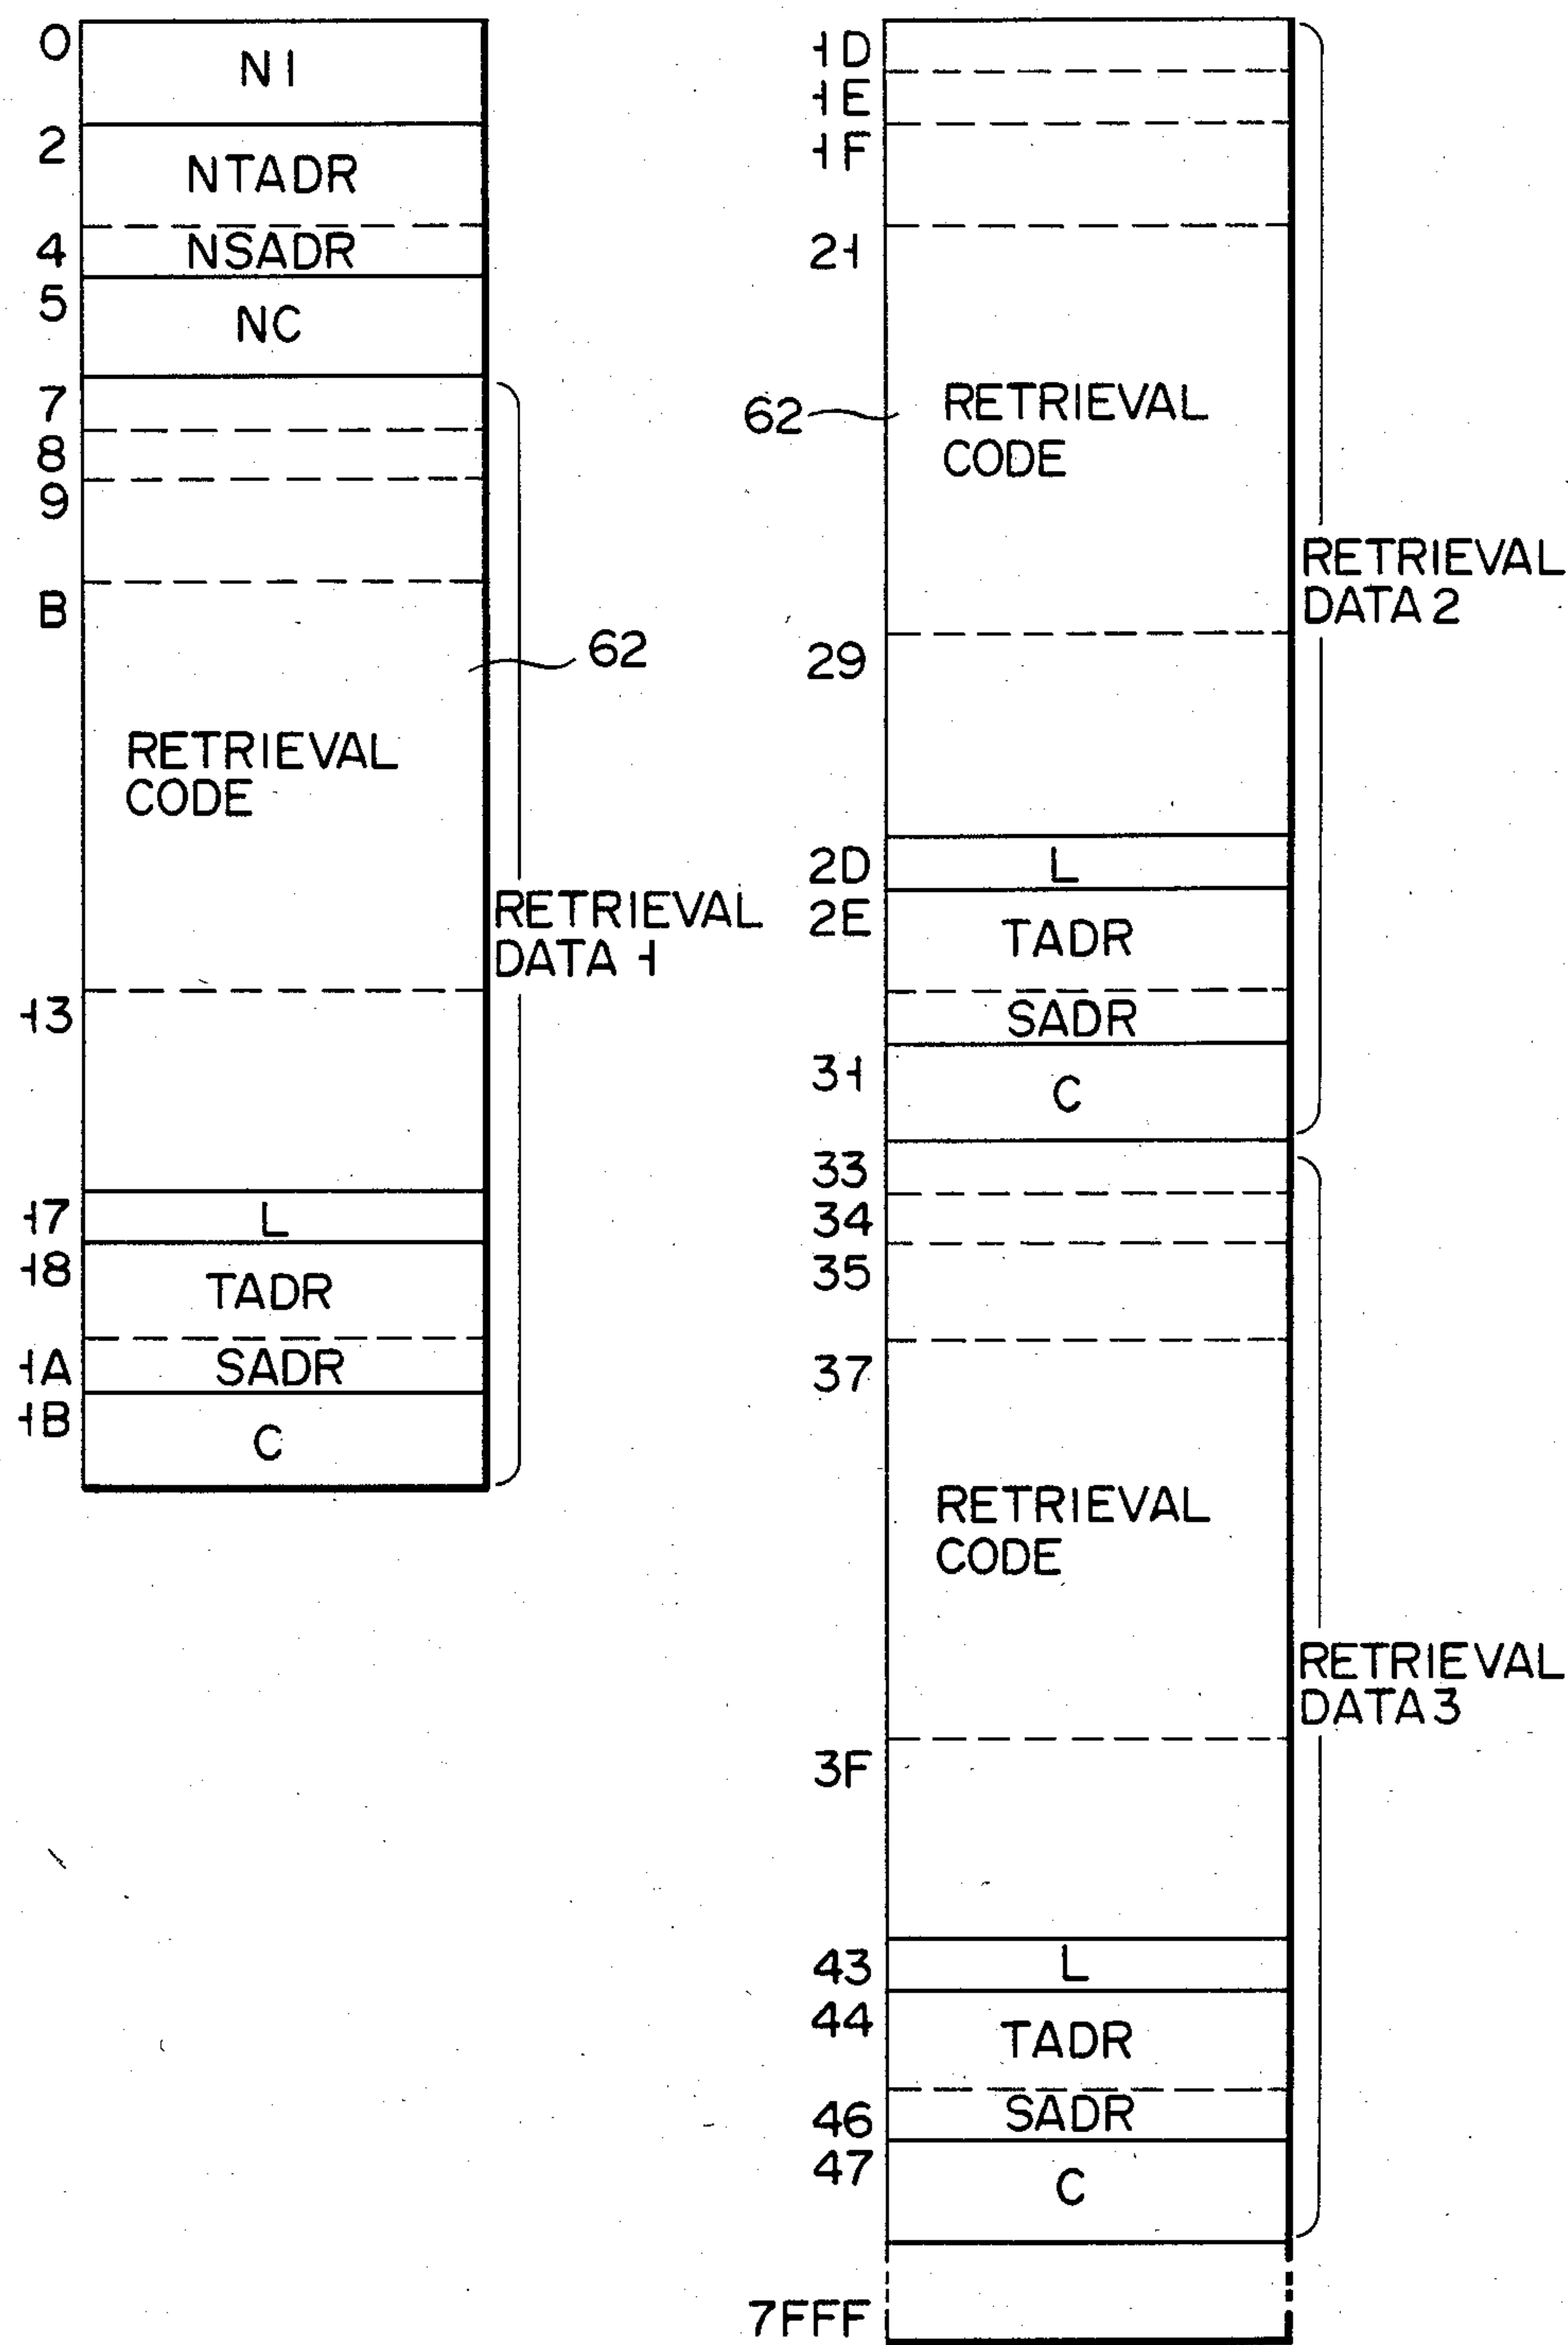 0
NI
2
NTADR
4
NSADR
5
NC
7
8
9
B
62
RETRIEVAL
CODE
RETRIEVAL
DATA 1
13
17
L
18
TADR
1A
SADR
1B
C
1D
1E
1F
21
62
RETRIEVAL
CODE
RETRIEVAL
DATA 2
29
2D
L
2E
TADR
SADR
31
C
33
34
35
37
RETRIEVAL
CODE
RETRIEVAL
DATA 3
3F
43
L
44
TADR
46
SADR
47
C
7FFF